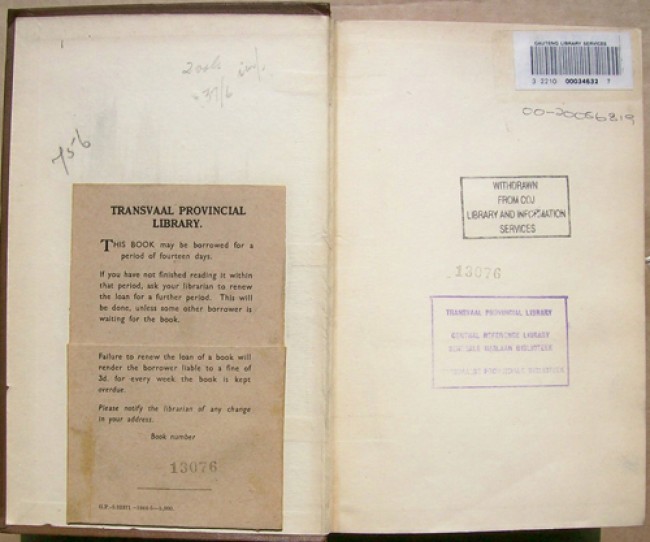 37/6
756
TRANSVAAL PROVINCIAL
LIBRARY.
THIS BOOK may be borrowed for a
period of fourteen days.
If you have not finished reading it within
that period, ask your librarian to renew
the loan for a further period. This will
be done, unless some other borrower is
waiting for the book.
Failure to renew the loan of a book will
render the borrower liable to a fine of
3d. for every week the book is kept
overdue.
Please notify the librarian of any change
in your address.
Book number
13076
GAUTENG LIBRARY SERVICES
3 2210 00034633 7
00-20056819
WITHDRAWN
FROM COJ
LIBRARY AND INFORMATION
SERVICES
13076
TRANSVAAL PROVINCIAL LIBRARY
CENTRAL REFERENCE LIBRARY